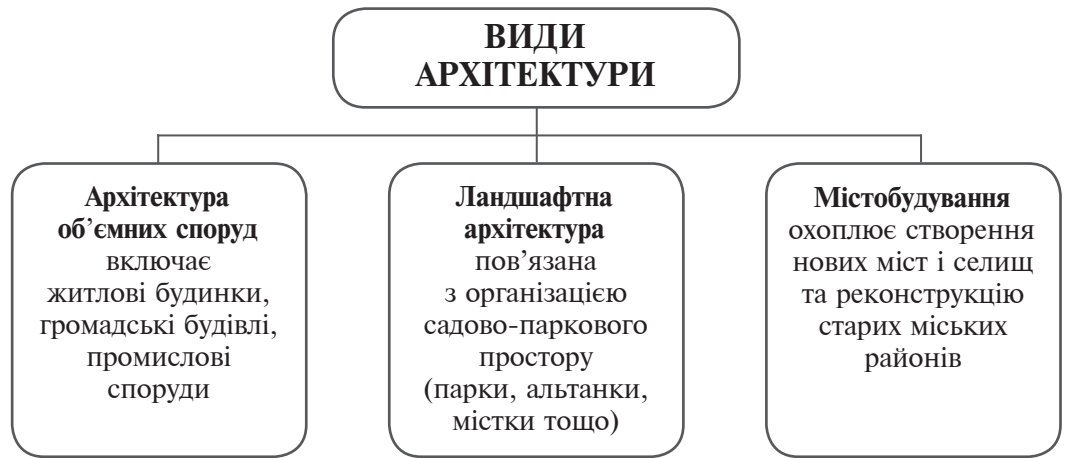 ВИДИ
АРХІТЕКТУРИ
Архітектура
об’ємних споруд
включає
житлові будинки,
громадські будівлі,
промислові
споруди
Ландшафтна
архітектура
пов’язана
з організацією
садово-паркового
простору
(парки, альтанки,
містки тощо)
Містобудування
охоплює створення
нових міст і селищ
та реконструкцію
старих міських
районів